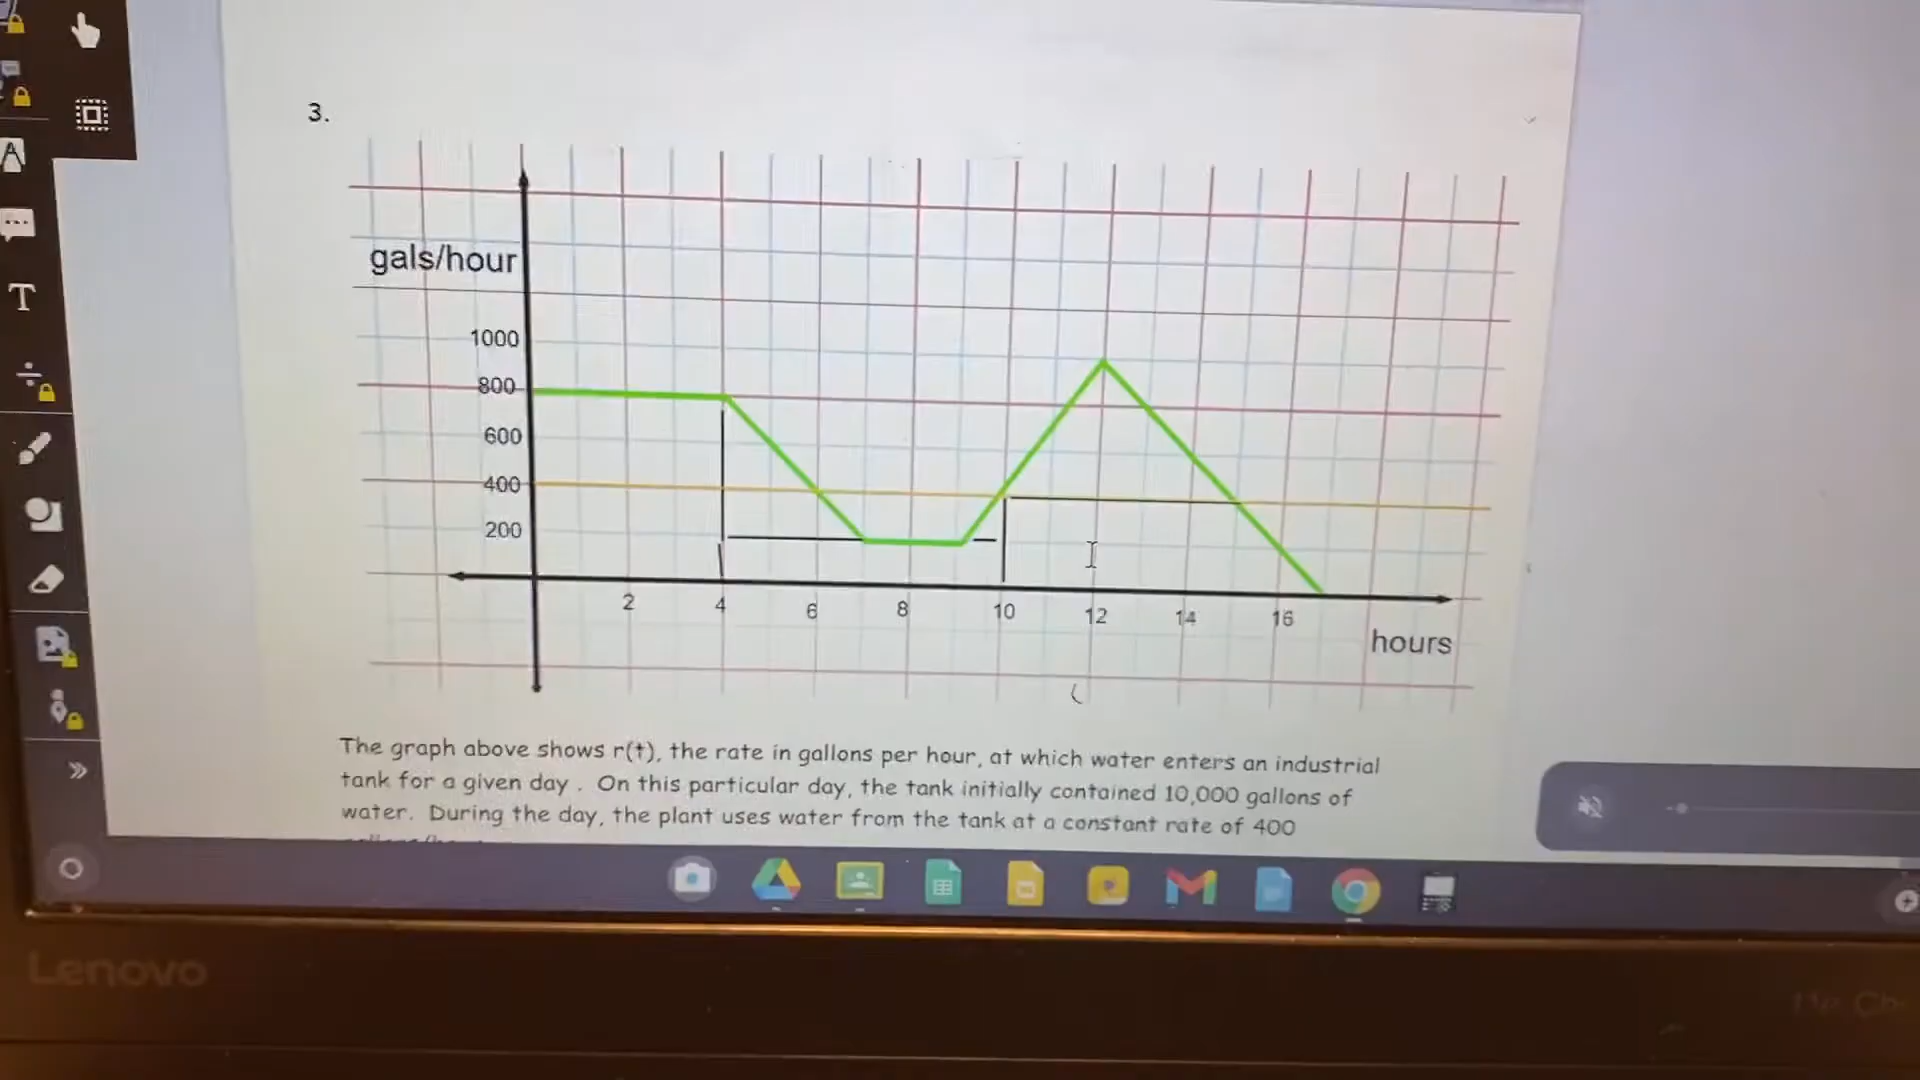 3.
gals/hour
1000
800
600
400
200
2 4 6 8 10 12 14 16
hours
The graph above shows r(t), the rate in gallons per hour, at which water enters an industrial
tank for a given day . On this particular day, the tank initially contained 10,000 gallons of
water. During the day, the plant uses water from the tank at a constant rate of 400
Lenovo